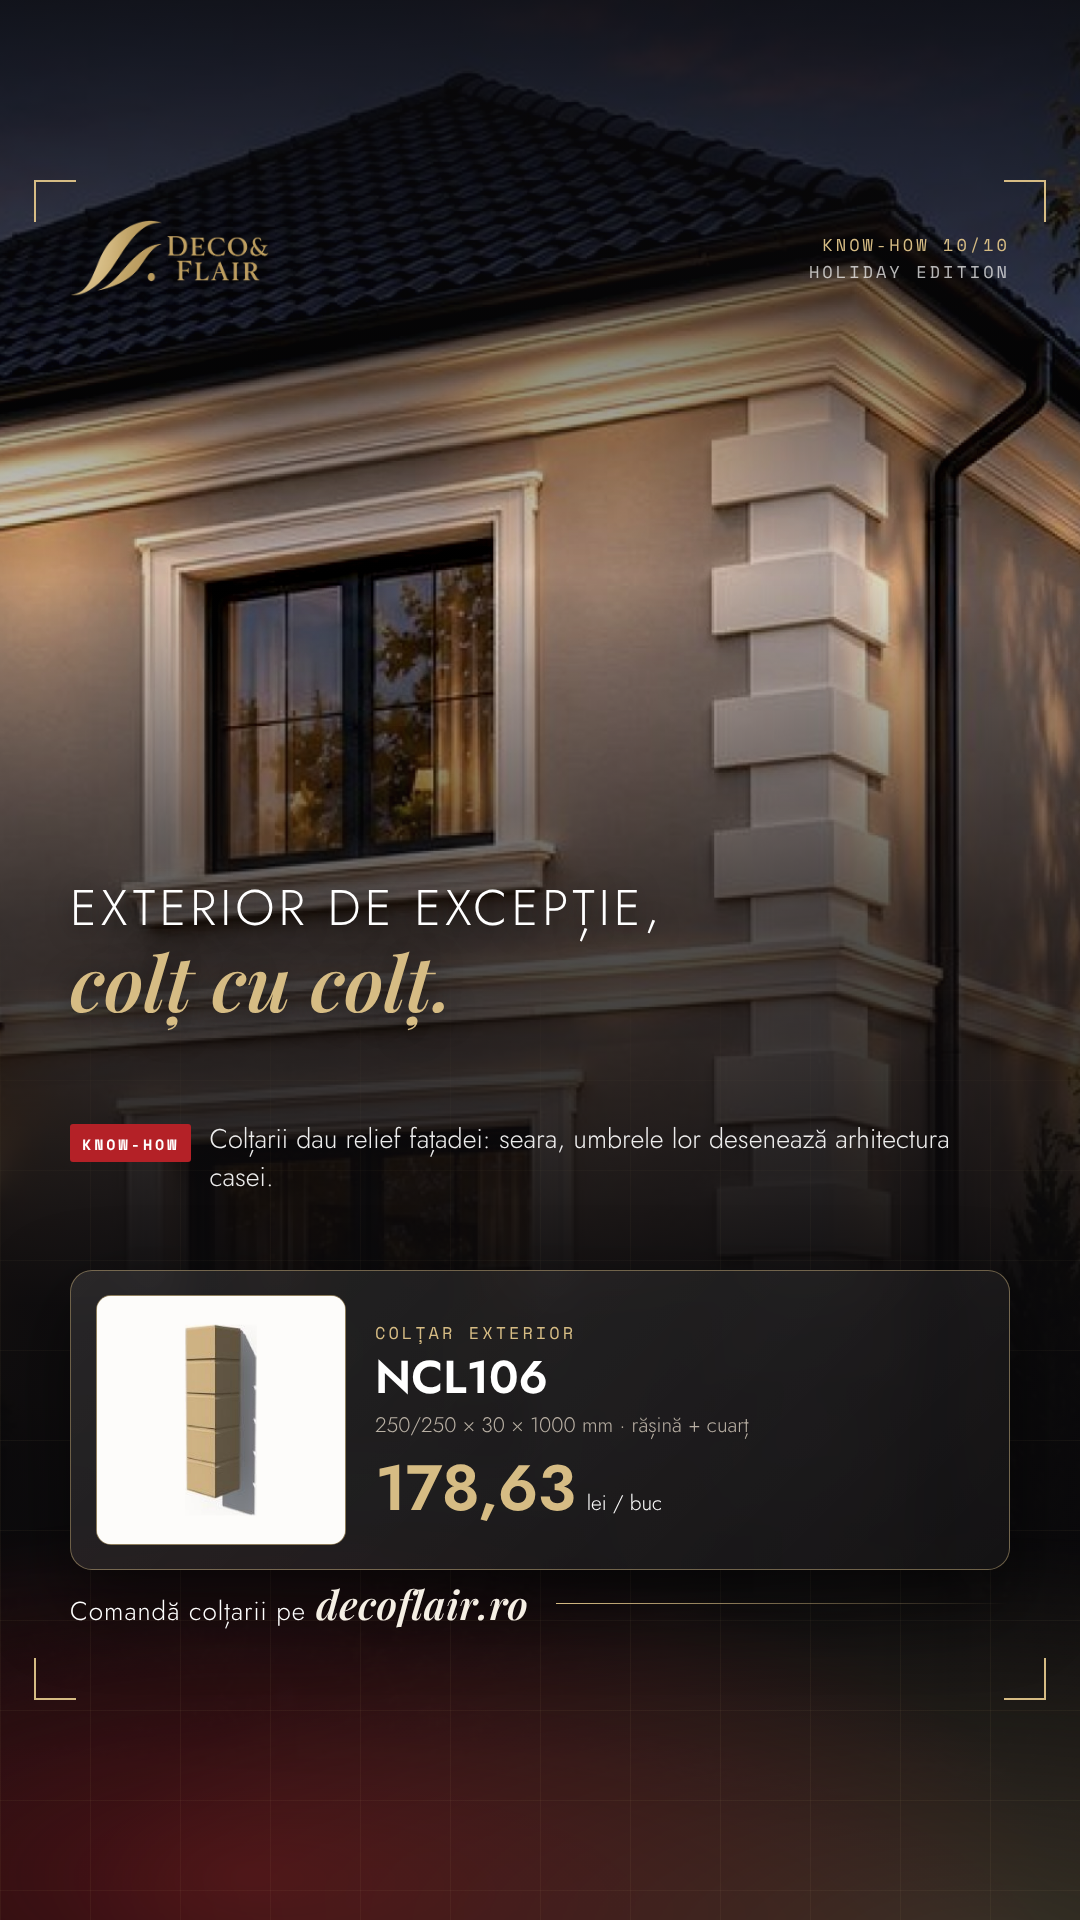 DECO&
FLAIR
KNOW-HOW 10/10
HOLIDAY EDITION
EXTERIOR DE EXCEPȚIE,
colț cu colț.
KNOW-HOW
Colțarii dau relief fațadei: seara, umbrele lor desenează arhitectura
casei.
COLȚAR EXTERIOR
NCL106
250/250 × 30 × 1000 mm · rășină + cuarț
178,63 lei / buc
Comandă colțarii pe decoflair.ro